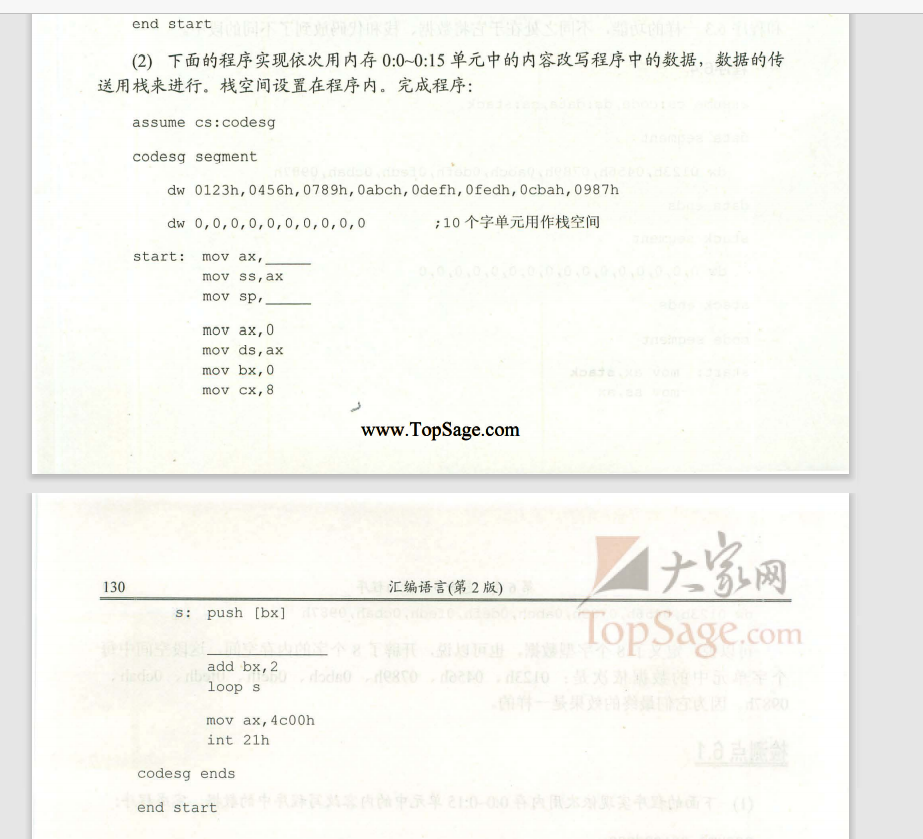 end start
(2) 下面的程序实现依次用内存 0:0~0:15 单元中的内容改写程序中的数据，数据的传
送用栈来进行。栈空间设置在程序内。完成程序：
assume cs:codesg
codesg segment
dw 0123h,0456h,0789h,0abch,0defh,0fedh,0cbah,0987h
dw 0,0,0,0,0,0,0,0,0,0 ;10 个字单元用作栈空间
start: mov ax,______
mov ss,ax
mov sp,______
mov ax,0
mov ds,ax
mov bx,0
mov cx,8
www.TopSage.com
大家网
130 汇编语言(第 2 版)
TopSage.com
s: push [bx]
______________
add bx,2
loop s
mov ax,4c00h
int 21h
codesg ends
end start